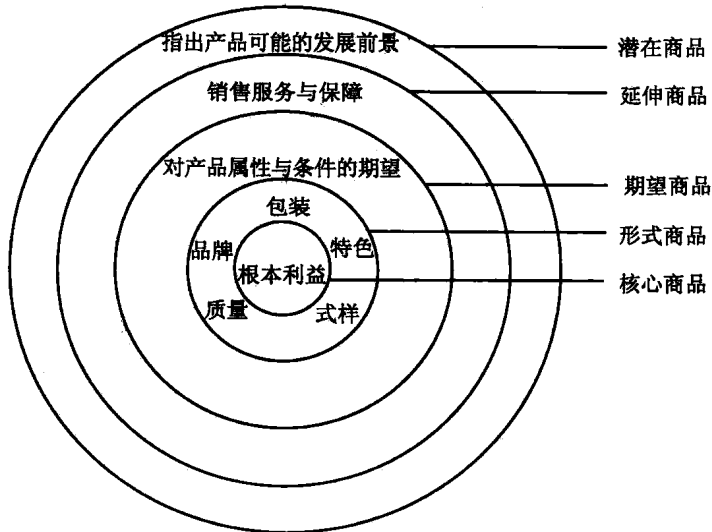 指出产品可能的发展前景
潜在商品
销售服务与保障
延伸商品
对产品属性与条件的期望
期望商品
包装
形式商品
品牌
特色
根本利益
核心商品
质量
式样